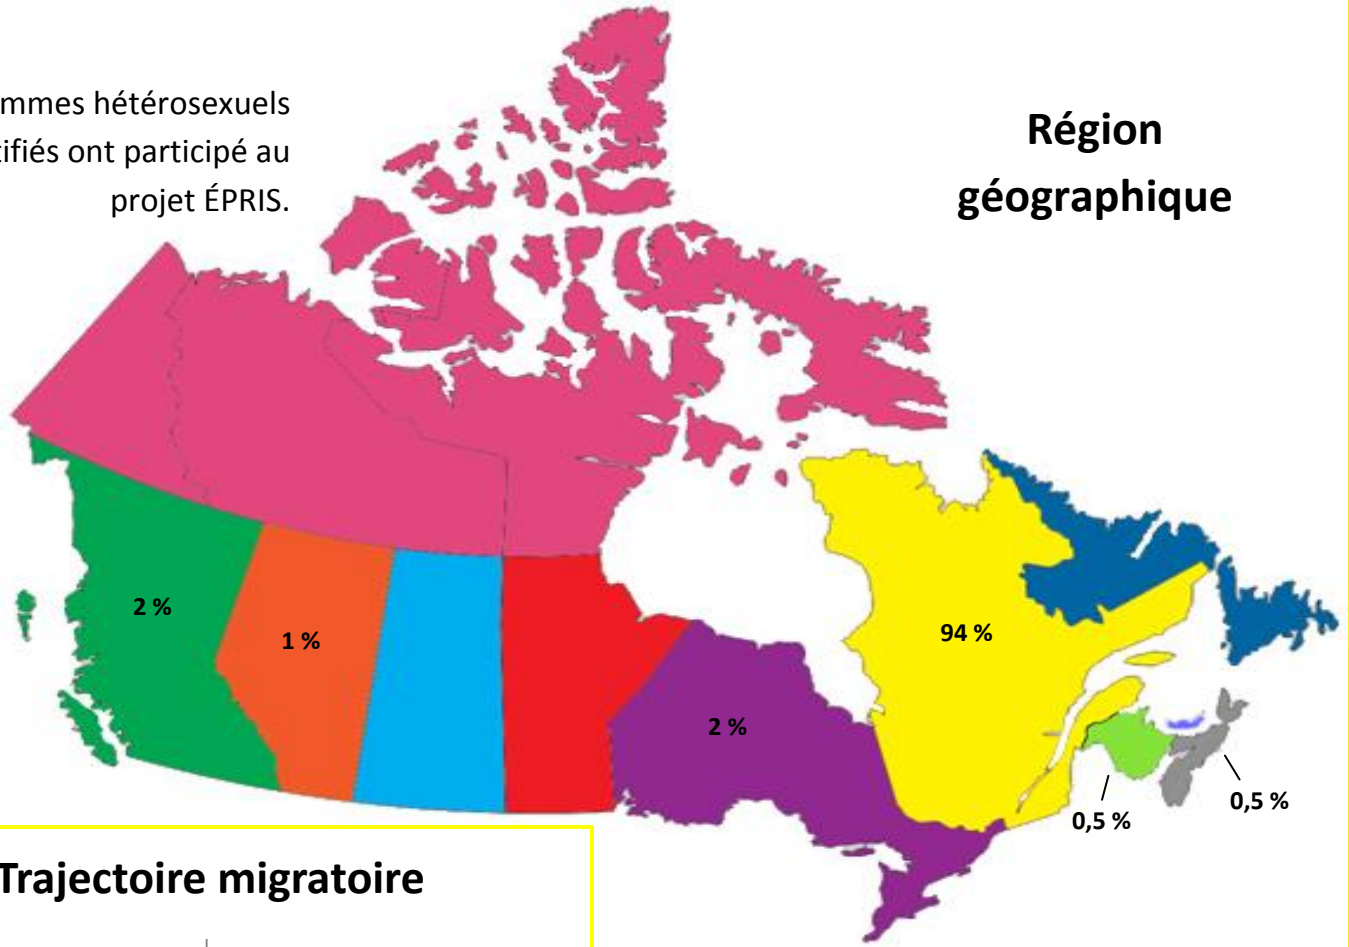 mmes hétérosexuels
tifiés ont participé au
projet ÉPRIS.
Région
géographique
2 %
1 %
94 %
2 %
0,5 %
0,5 %
Trajectoire migratoire